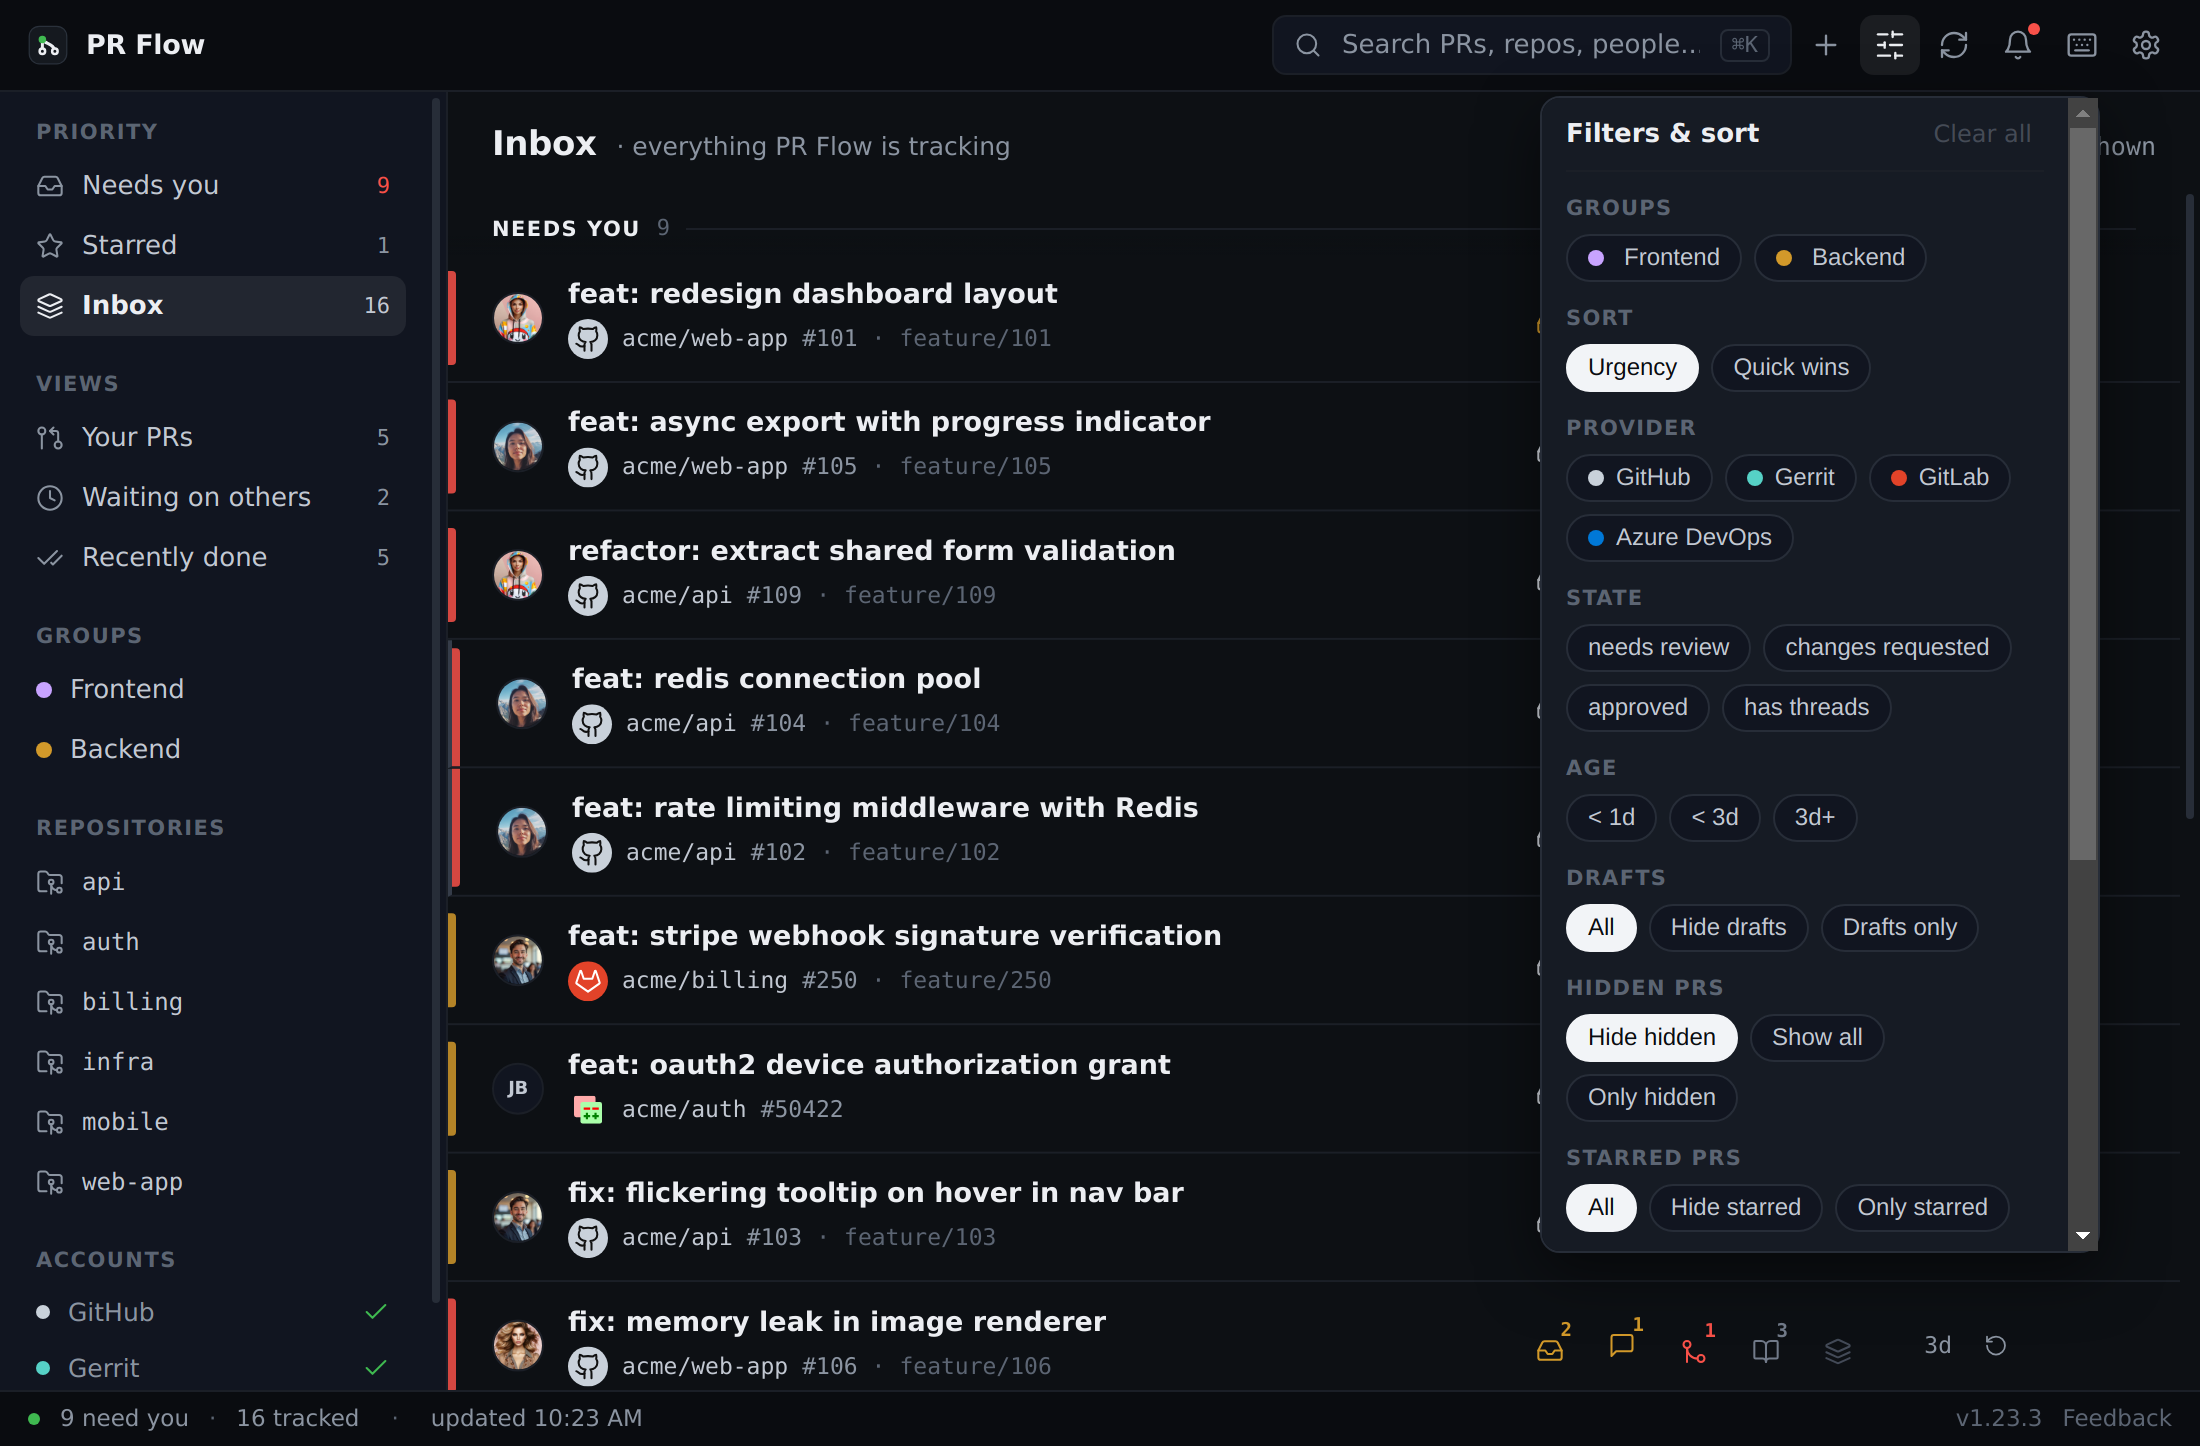 PR Flow
Search PRs, repos, people... ⌘K
PRIORITY
Needs you 9
Starred 1
Inbox 16
VIEWS
Your PRs 5
Waiting on others 2
Recently done 5
GROUPS
Frontend
Backend
REPOSITORIES
api
auth
billing
infra
mobile
web-app
ACCOUNTS
GitHub
Gerrit
Inbox · everything PR Flow is tracking
NEEDS YOU 9
feat: redesign dashboard layout
acme/web-app #101 · feature/101
feat: async export with progress indicator
acme/web-app #105 · feature/105
refactor: extract shared form validation
acme/api #109 · feature/109
feat: redis connection pool
acme/api #104 · feature/104
feat: rate limiting middleware with Redis
acme/api #102 · feature/102
feat: stripe webhook signature verification
acme/billing #250 · feature/250
JB
feat: oauth2 device authorization grant
acme/auth #50422
fix: flickering tooltip on hover in nav bar
acme/api #103 · feature/103
fix: memory leak in image renderer
acme/web-app #106 · feature/106
2 1 1 3 3d
Filters & sort Clear all
GROUPS
Frontend Backend
SORT
Urgency Quick wins
PROVIDER
GitHub Gerrit GitLab
Azure DevOps
STATE
needs review changes requested
approved has threads
AGE
< 1d < 3d 3d+
DRAFTS
All Hide drafts Drafts only
HIDDEN PRS
Hide hidden Show all
Only hidden
STARRED PRS
All Hide starred Only starred
9 need you · 16 tracked · updated 10:23 AM
v1.23.3 Feedback